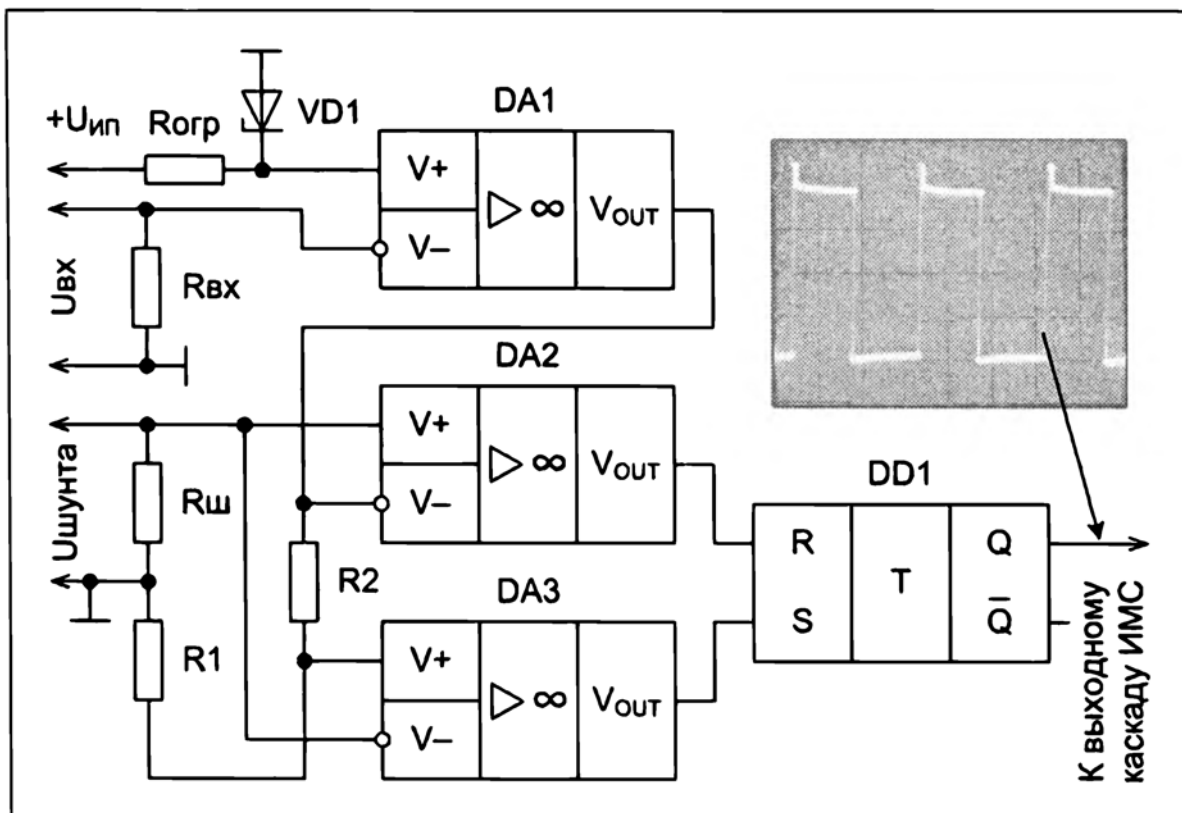 DA1
+Uип
Rогр
VD1
V+
V−
▷ ∞
VOUT
Uвх
Rвх
DA2
V+
V−
▷ ∞
VOUT
Uшунта
Rш
R1
R2
DA3
V+
V−
▷ ∞
VOUT
DD1
R
S
T
Q
Q̅
К выходному
каскаду ИМС